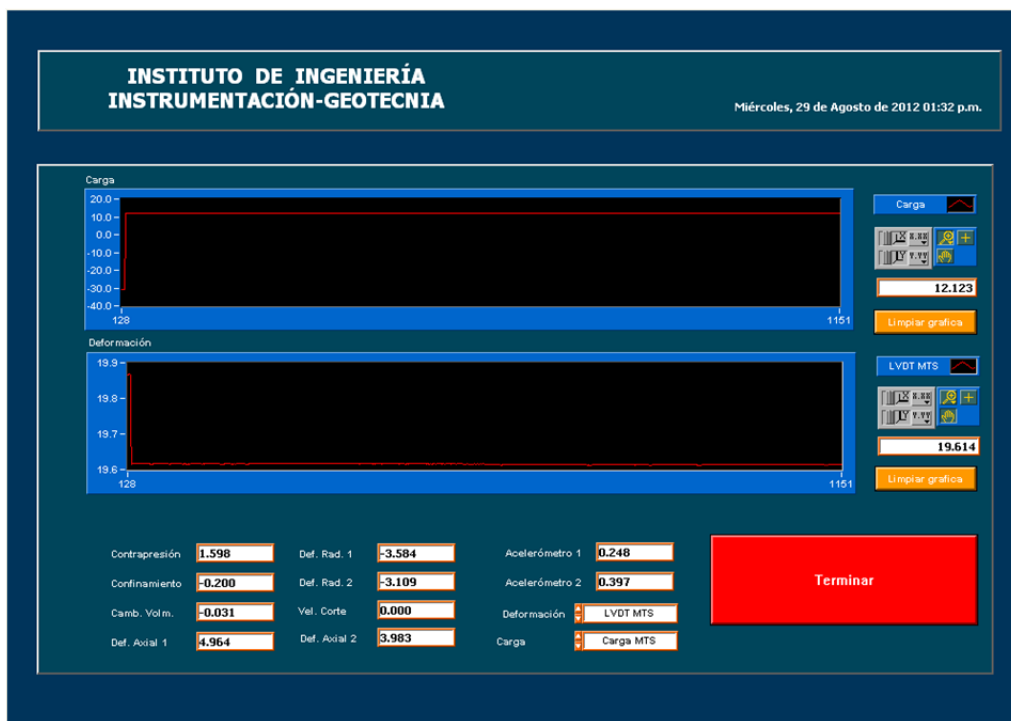 INSTITUTO DE INGENIERÍA
INSTRUMENTACIÓN-GEOTECNIA
Miércoles, 29 de Agosto de 2012 01:32 p.m.
Carga
20.0
10.0
0.0
-10.0
-20.0
-30.0
-40.0
128
1151
Carga
X X.XX
Y Y.YY
12.123
Limpiar grafica
Deformación
19.9
19.8
19.7
19.6
128
1151
LVDT MTS
X X.XX
Y Y.YY
19.614
Limpiar grafica
Contrapresión 1.598
Confinamiento -0.200
Camb. Volm. -0.031
Def. Axial 1 4.964
Def. Rad. 1 -3.584
Def. Rad. 2 -3.109
Vel. Corte 0.000
Def. Axial 2 3.983
Acelerómetro 1 0.248
Acelerómetro 2 0.397
Deformación LVDT MTS
Carga Carga MTS
Terminar